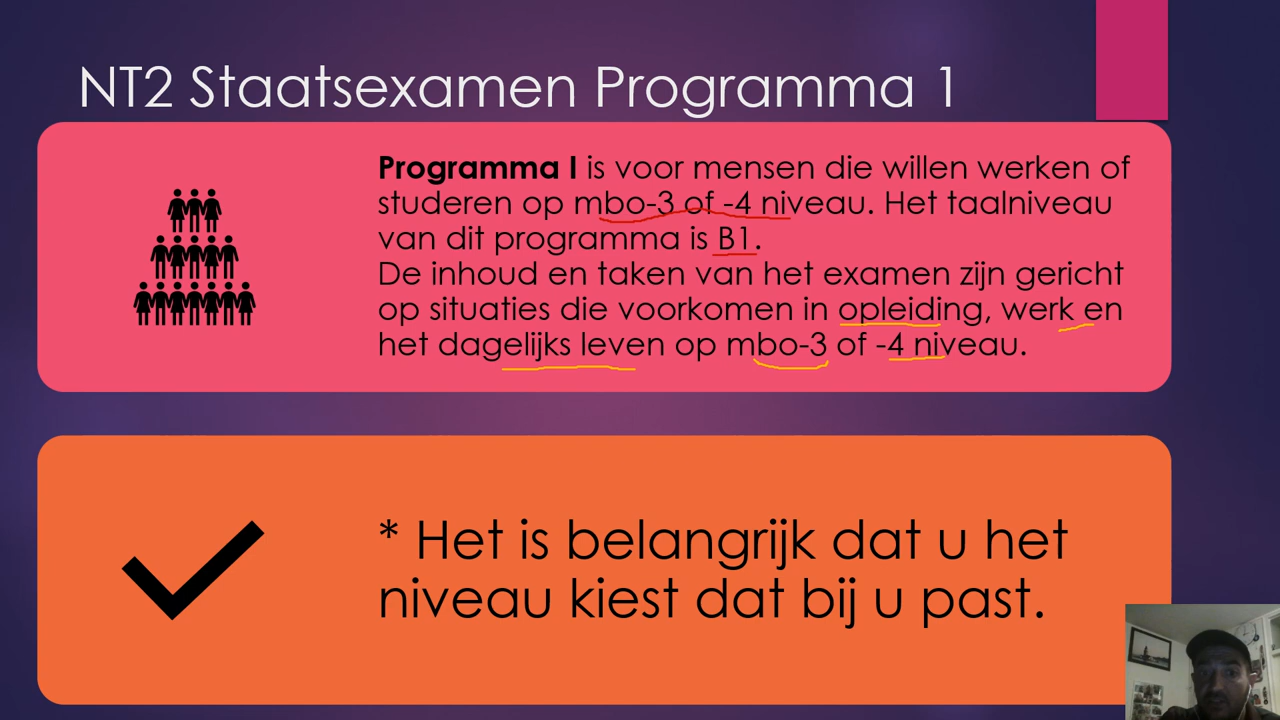 NT2 Staatsexamen Programma 1
Programma I is voor mensen die willen werken of
studeren op mbo-3 of -4 niveau. Het taalniveau
van dit programma is B1.
De inhoud en taken van het examen zijn gericht
op situaties die voorkomen in opleiding, werk en
het dagelijks leven op mbo-3 of -4 niveau.
* Het is belangrijk dat u het
niveau kiest dat bij u past.